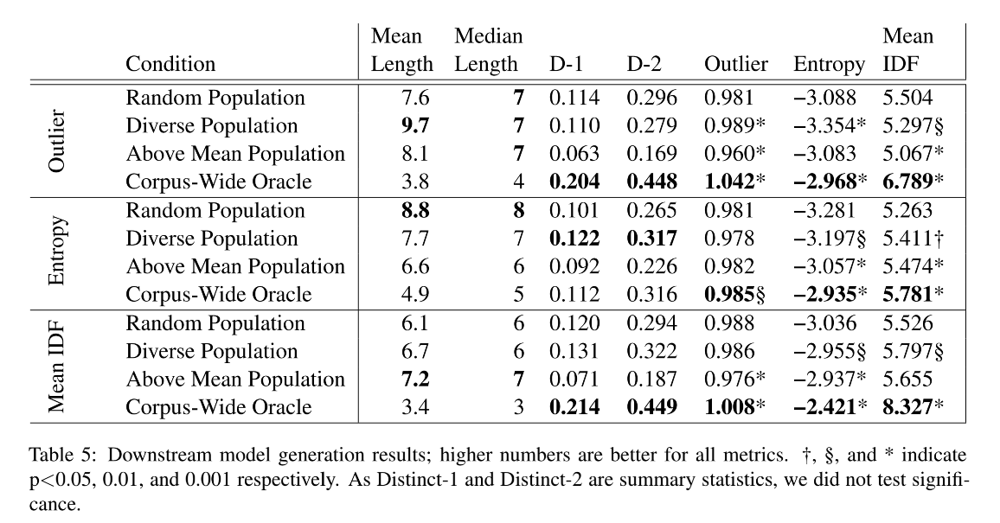 Mean Median Mean
Condition Length Length D-1 D-2 Outlier Entropy IDF
Outlier
Random Population 7.6 7 0.114 0.296 0.981 −3.088 5.504
Diverse Population 9.7 7 0.110 0.279 0.989* −3.354* 5.297§
Above Mean Population 8.1 7 0.063 0.169 0.960* −3.083 5.067*
Corpus-Wide Oracle 3.8 4 0.204 0.448 1.042* −2.968* 6.789*
Entropy
Random Population 8.8 8 0.101 0.265 0.981 −3.281 5.263
Diverse Population 7.7 7 0.122 0.317 0.978 −3.197§ 5.411†
Above Mean Population 6.6 6 0.092 0.226 0.982 −3.057* 5.474*
Corpus-Wide Oracle 4.9 5 0.112 0.316 0.985§ −2.935* 5.781*
Mean IDF
Random Population 6.1 6 0.120 0.294 0.988 −3.036 5.526
Diverse Population 6.7 6 0.131 0.322 0.986 −2.955§ 5.797§
Above Mean Population 7.2 7 0.071 0.187 0.976* −2.937* 5.655
Corpus-Wide Oracle 3.4 3 0.214 0.449 1.008* −2.421* 8.327*
Table 5: Downstream model generation results; higher numbers are better for all metrics. †, §, and * indicate
p<0.05, 0.01, and 0.001 respectively. As Distinct-1 and Distinct-2 are summary statistics, we did not test signifi-
cance.